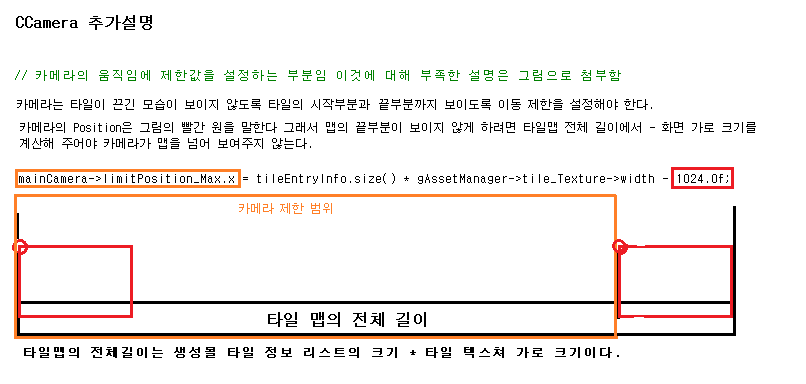 CCamera 추가설명
// 카메라의 움직임에 제한값을 설정하는 부분임 이것에 대해 부족한 설명은 그림으로 첨부함
카메라는 타일이 끊긴 모습이 보이지 않도록 타일의 시작부분과 끝부분까지 보이도록 이동 제한을 설정해야 한다.
카메라의 Position은 그림의 빨간 원을 말한다 그래서 맵의 끝부분이 보이지 않게 하려면 타일맵 전체 길이에서 - 화면 가로 크기를
계산해 주어야 카메라가 맵을 넘어 보여주지 않는다.
mainCamera->limitPosition_Max.x = tileEntryInfo.size() * gAssetManager->tile_Texture->width - 1024.0f;
카메라 제한 범위
타일 맵의 전체 길이
타일맵의 전체길이는 생성몰 타일 정보 리스트의 크기 * 타일 텍스쳐 가로 크기이다.